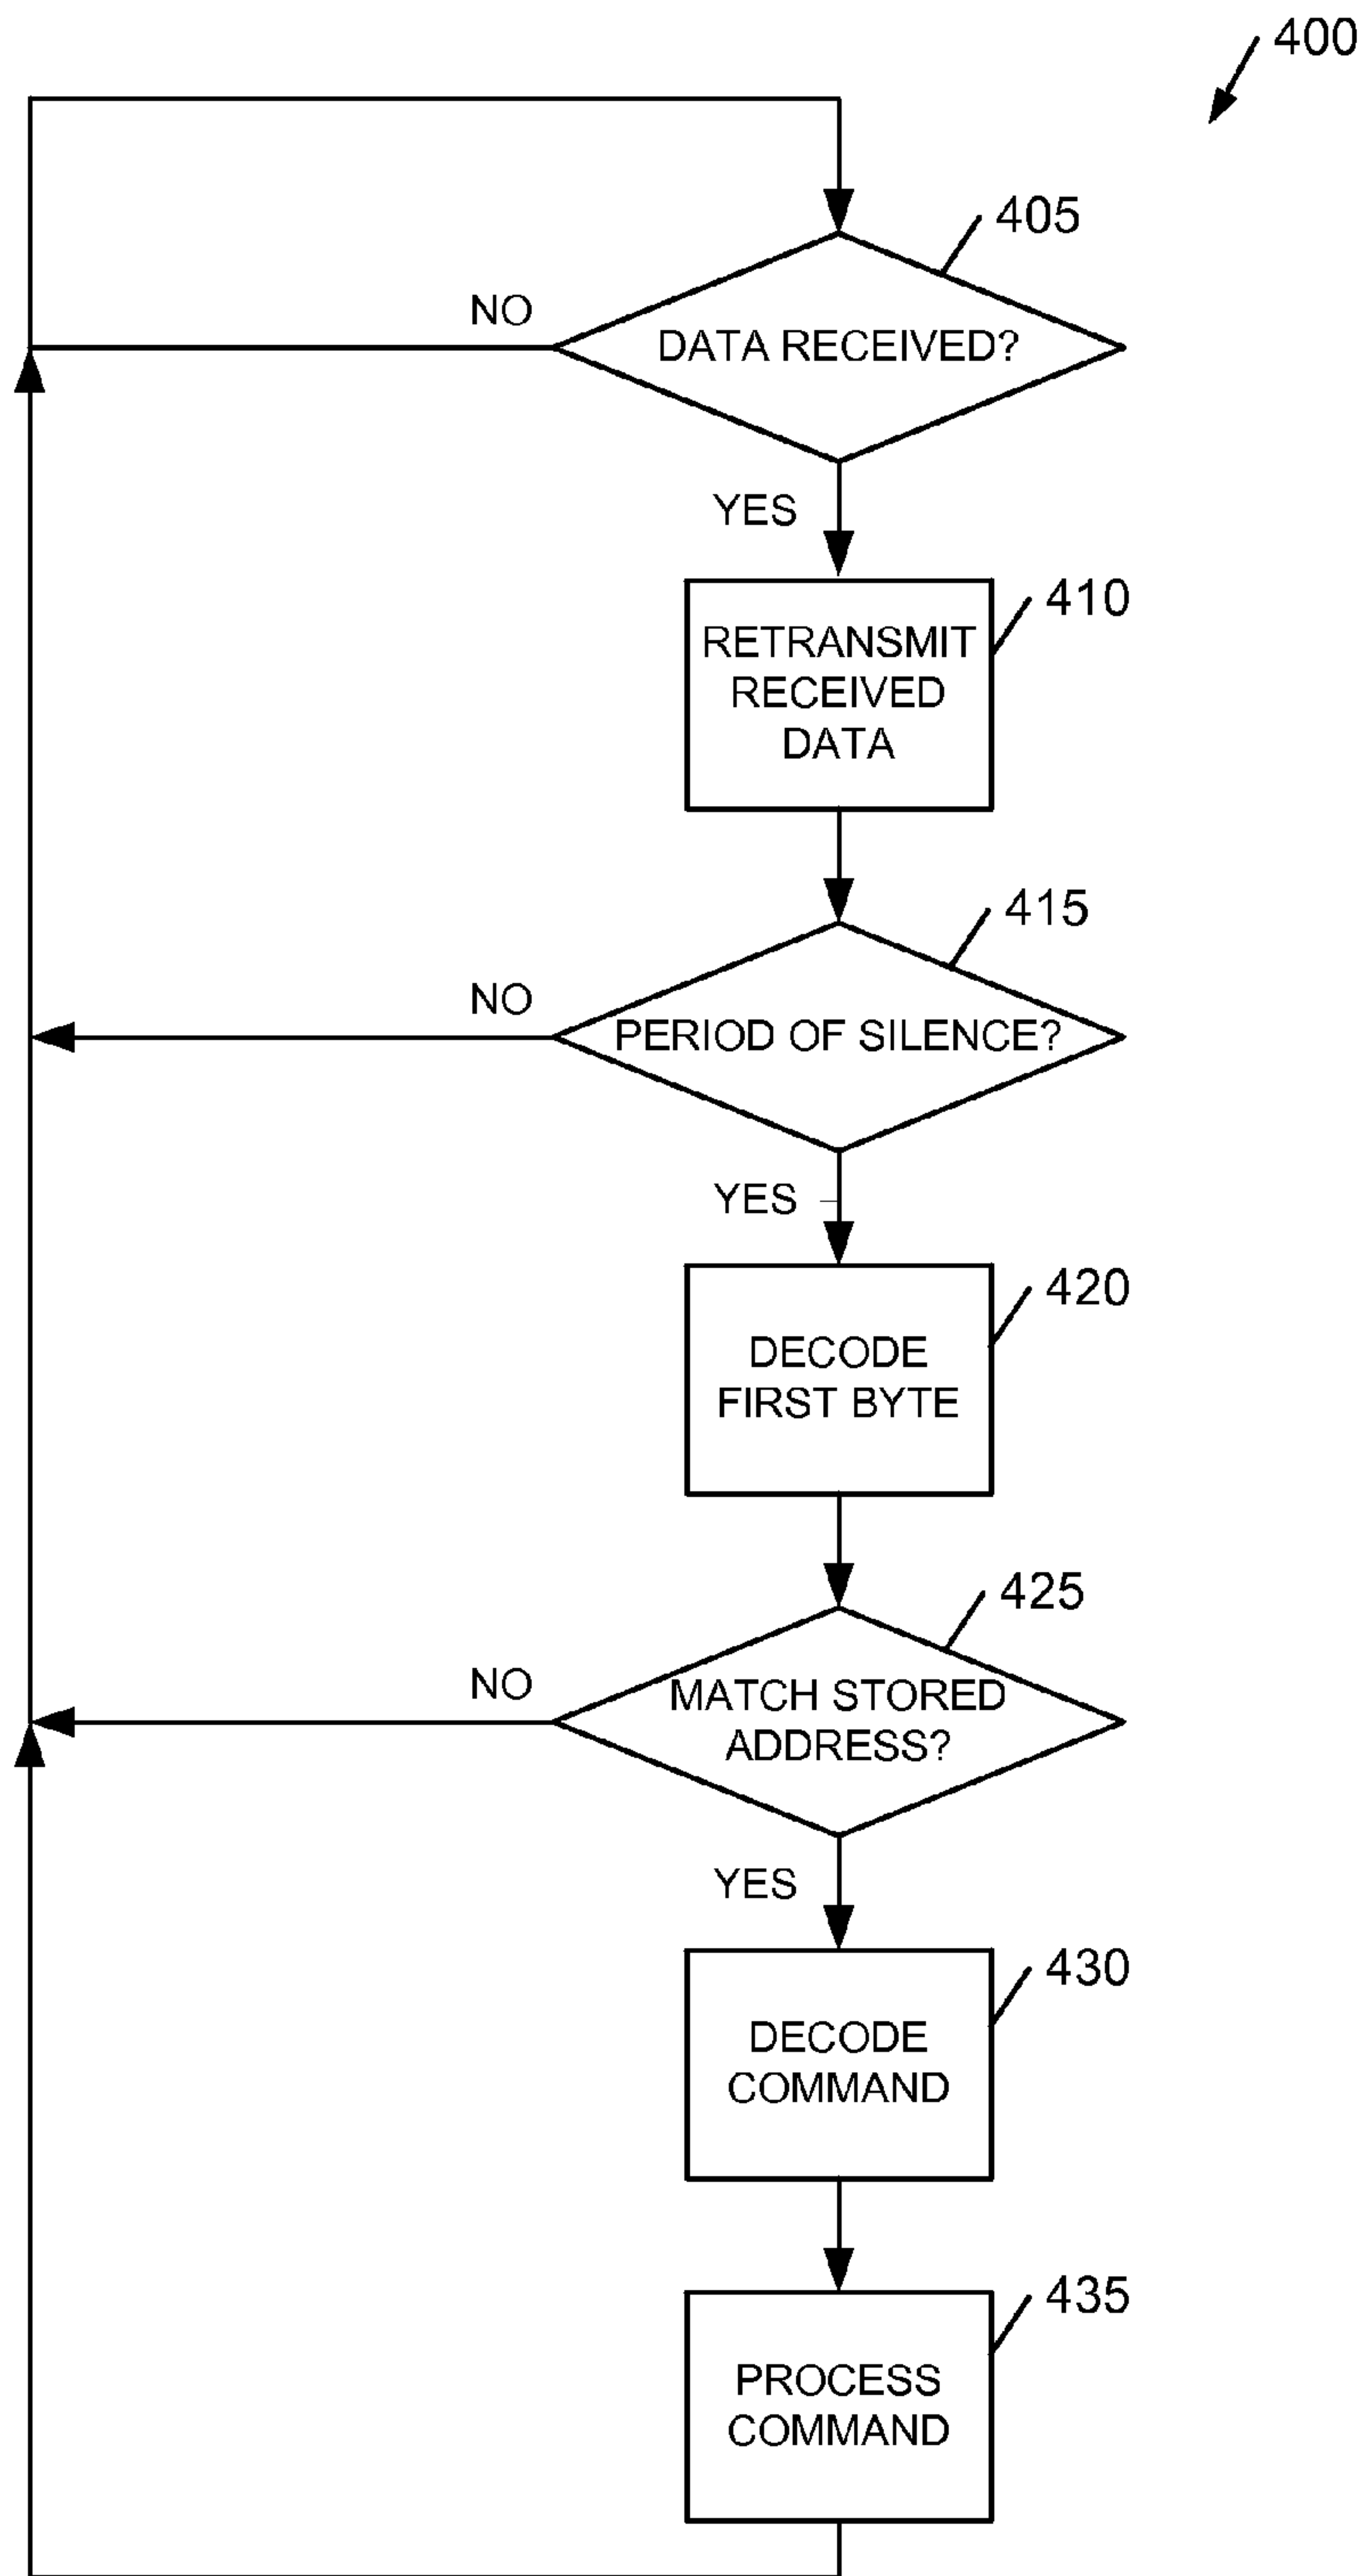 400
405
NO
DATA RECEIVED?
YES
410
RETRANSMIT
RECEIVED
DATA
415
NO
PERIOD OF SILENCE?
YES
420
DECODE
FIRST BYTE
425
NO
MATCH STORED
ADDRESS?
YES
430
DECODE
COMMAND
435
PROCESS
COMMAND